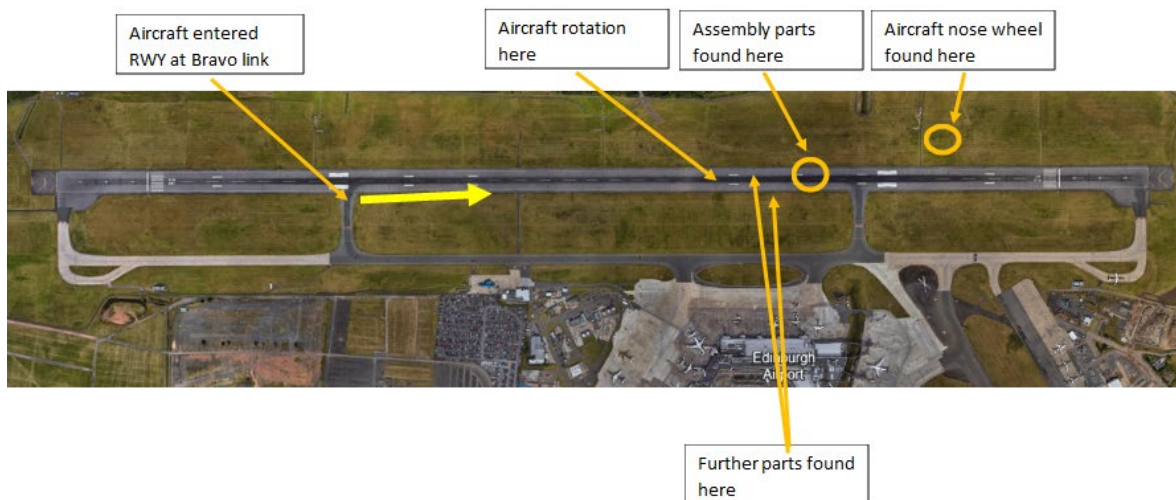 Aircraft entered
RWY at Bravo link
Aircraft rotation
here
Assembly parts
found here
Aircraft nose wheel
found here
Edinburgh
Airport
Further parts found
here